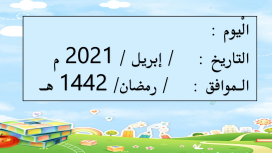 اليوم :
التاريخ : / إبريل / 2021 م
الموافق : / رمضان/ 1442 هـ